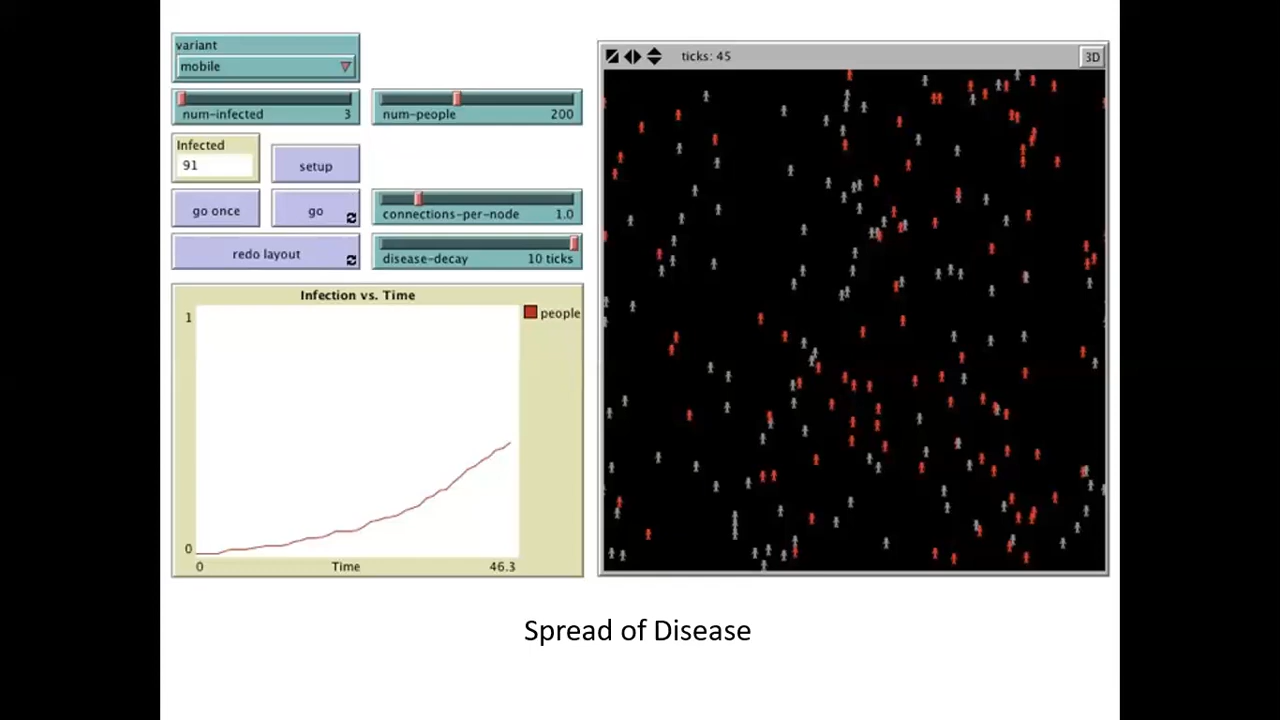 variant
mobile
num-infected 3
num-people 200
Infected
91
setup
go once
go
connections-per-node 1.0
redo layout
disease-decay 10 ticks
Infection vs. Time
1
people
0
0 Time 46.3
ticks: 45
3D
Spread of Disease